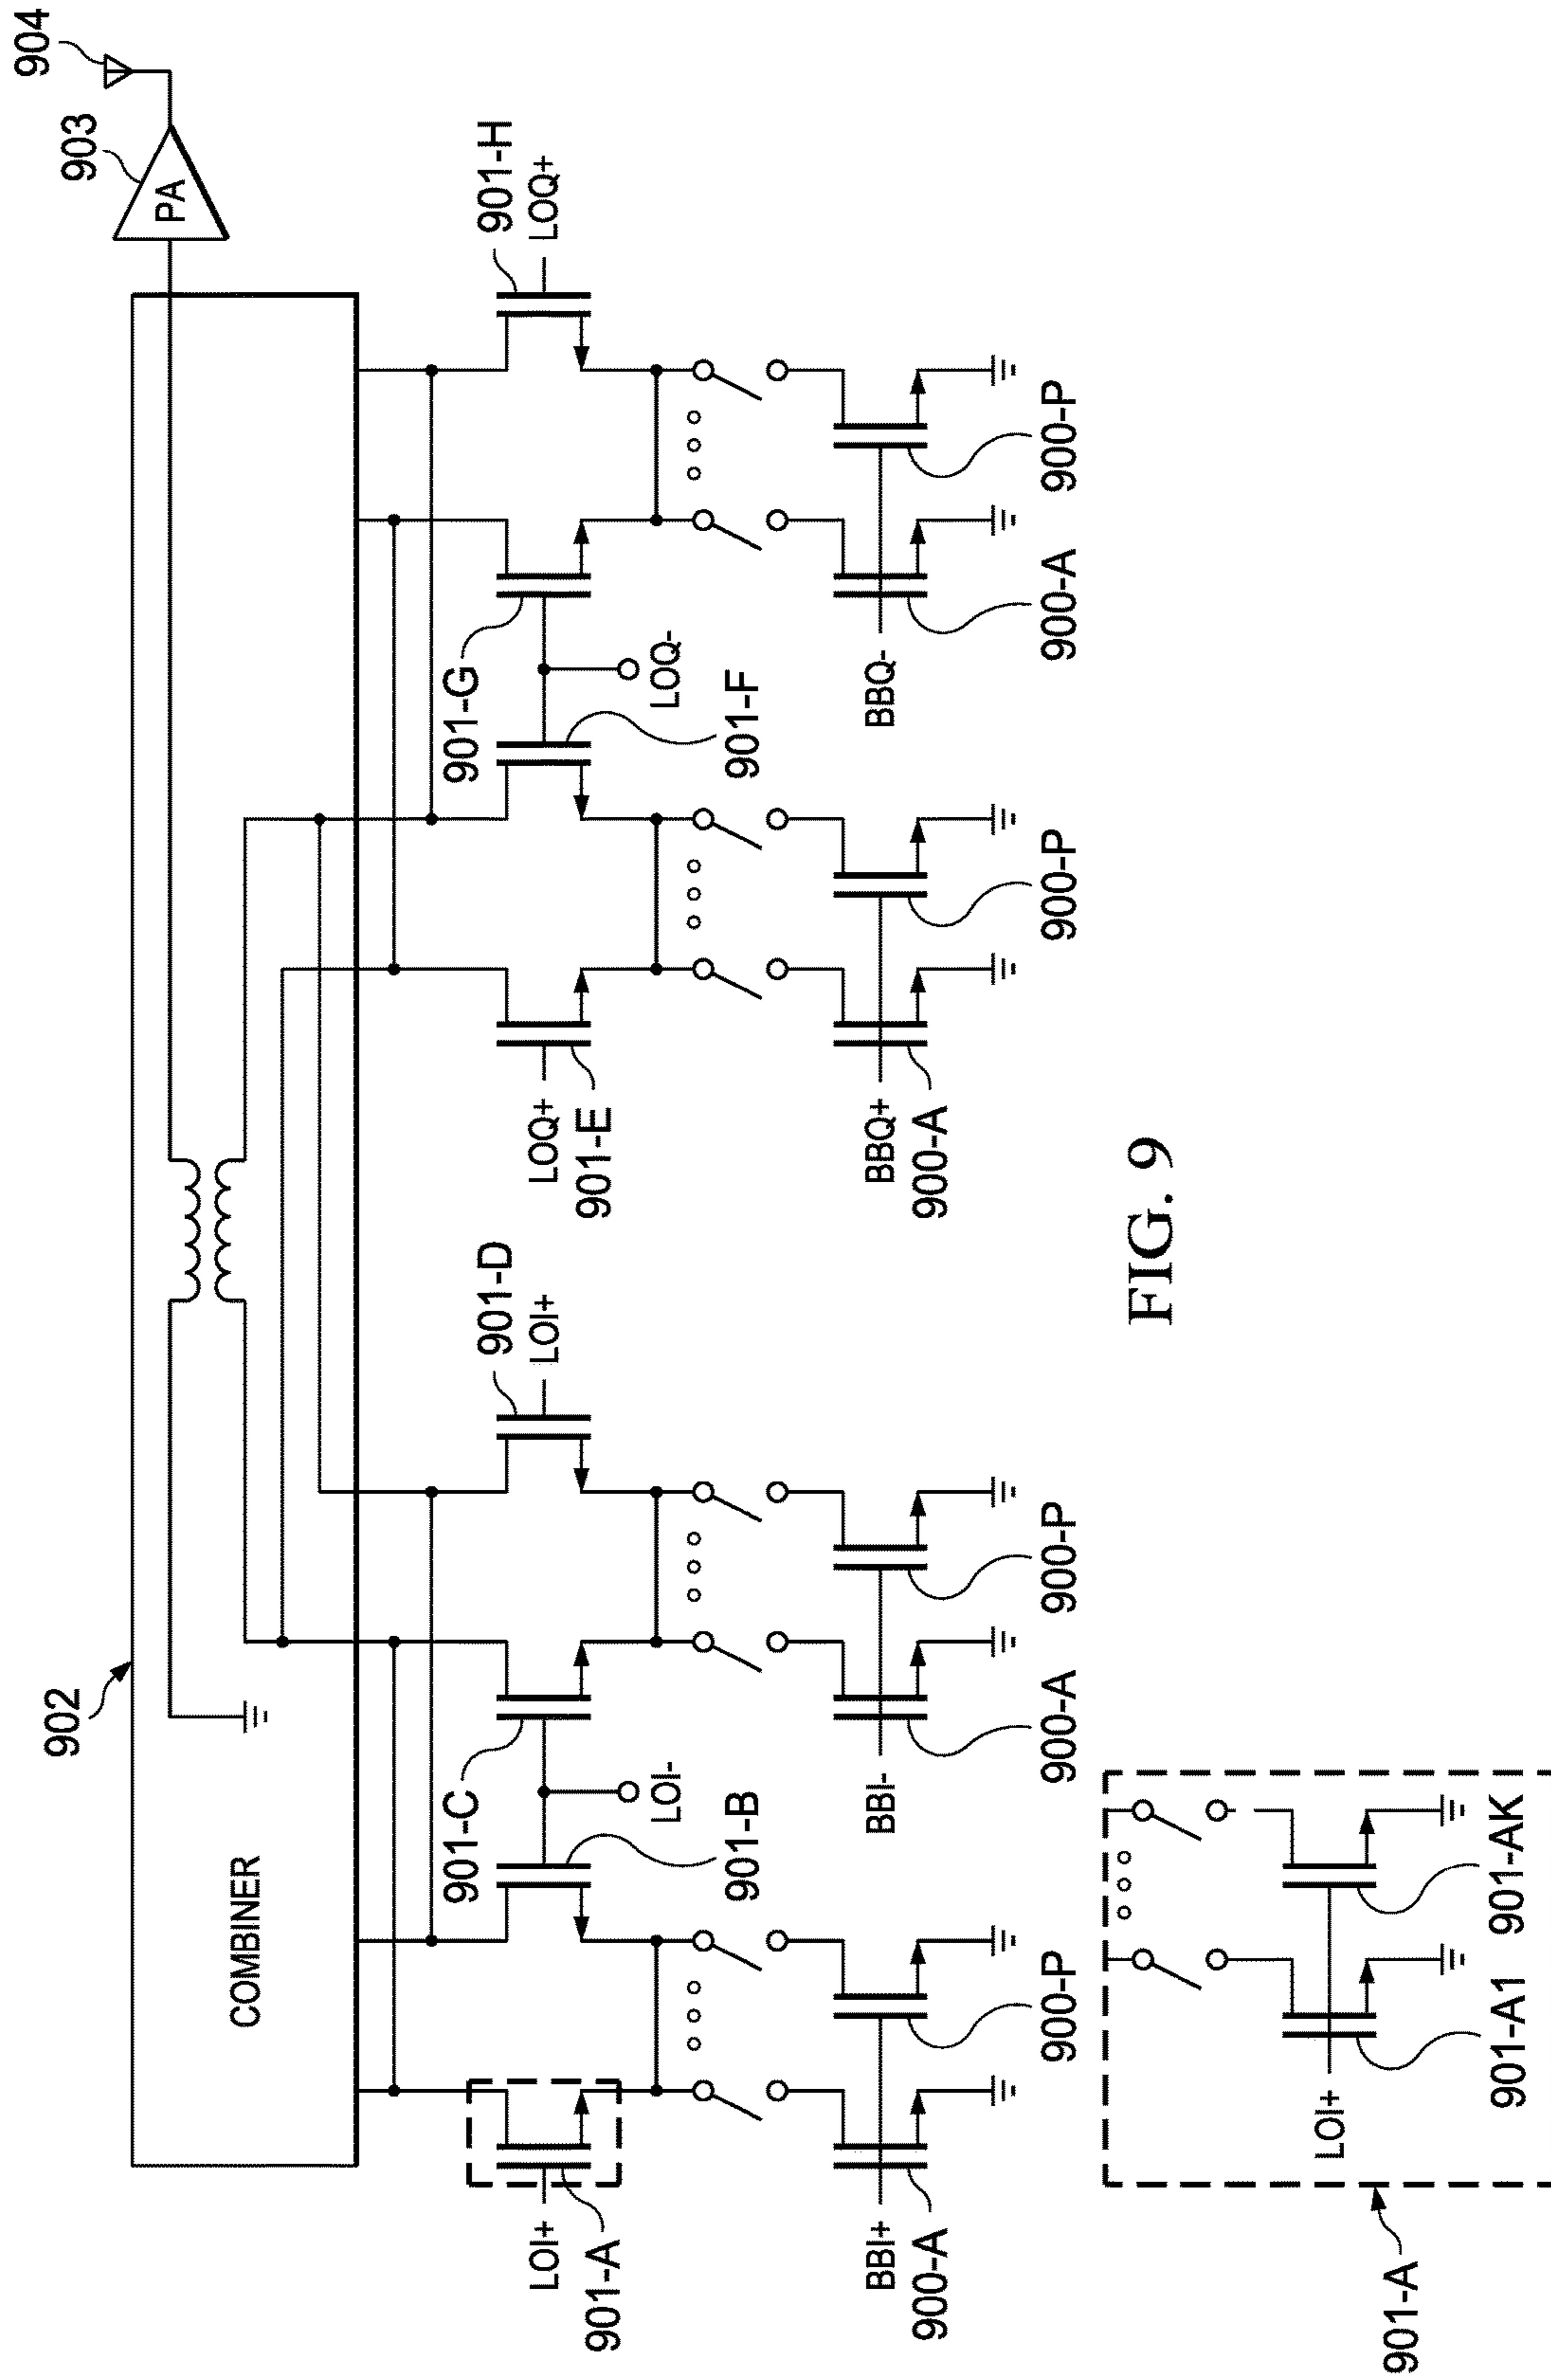 904
903
PA
902
COMBINER
901-H
LOQ+
901-D
LOI+
901-G
LOQ-
901-F
901-C
LOI-
901-B
LOQ+
901-E
LOI+
901-A
BBI+
900-A
900-P
BBI-
900-A
900-P
BBQ+
900-A
900-P
BBQ-
900-A
900-P
901-A
LOI+
901-A1
901-AK
FIG. 9